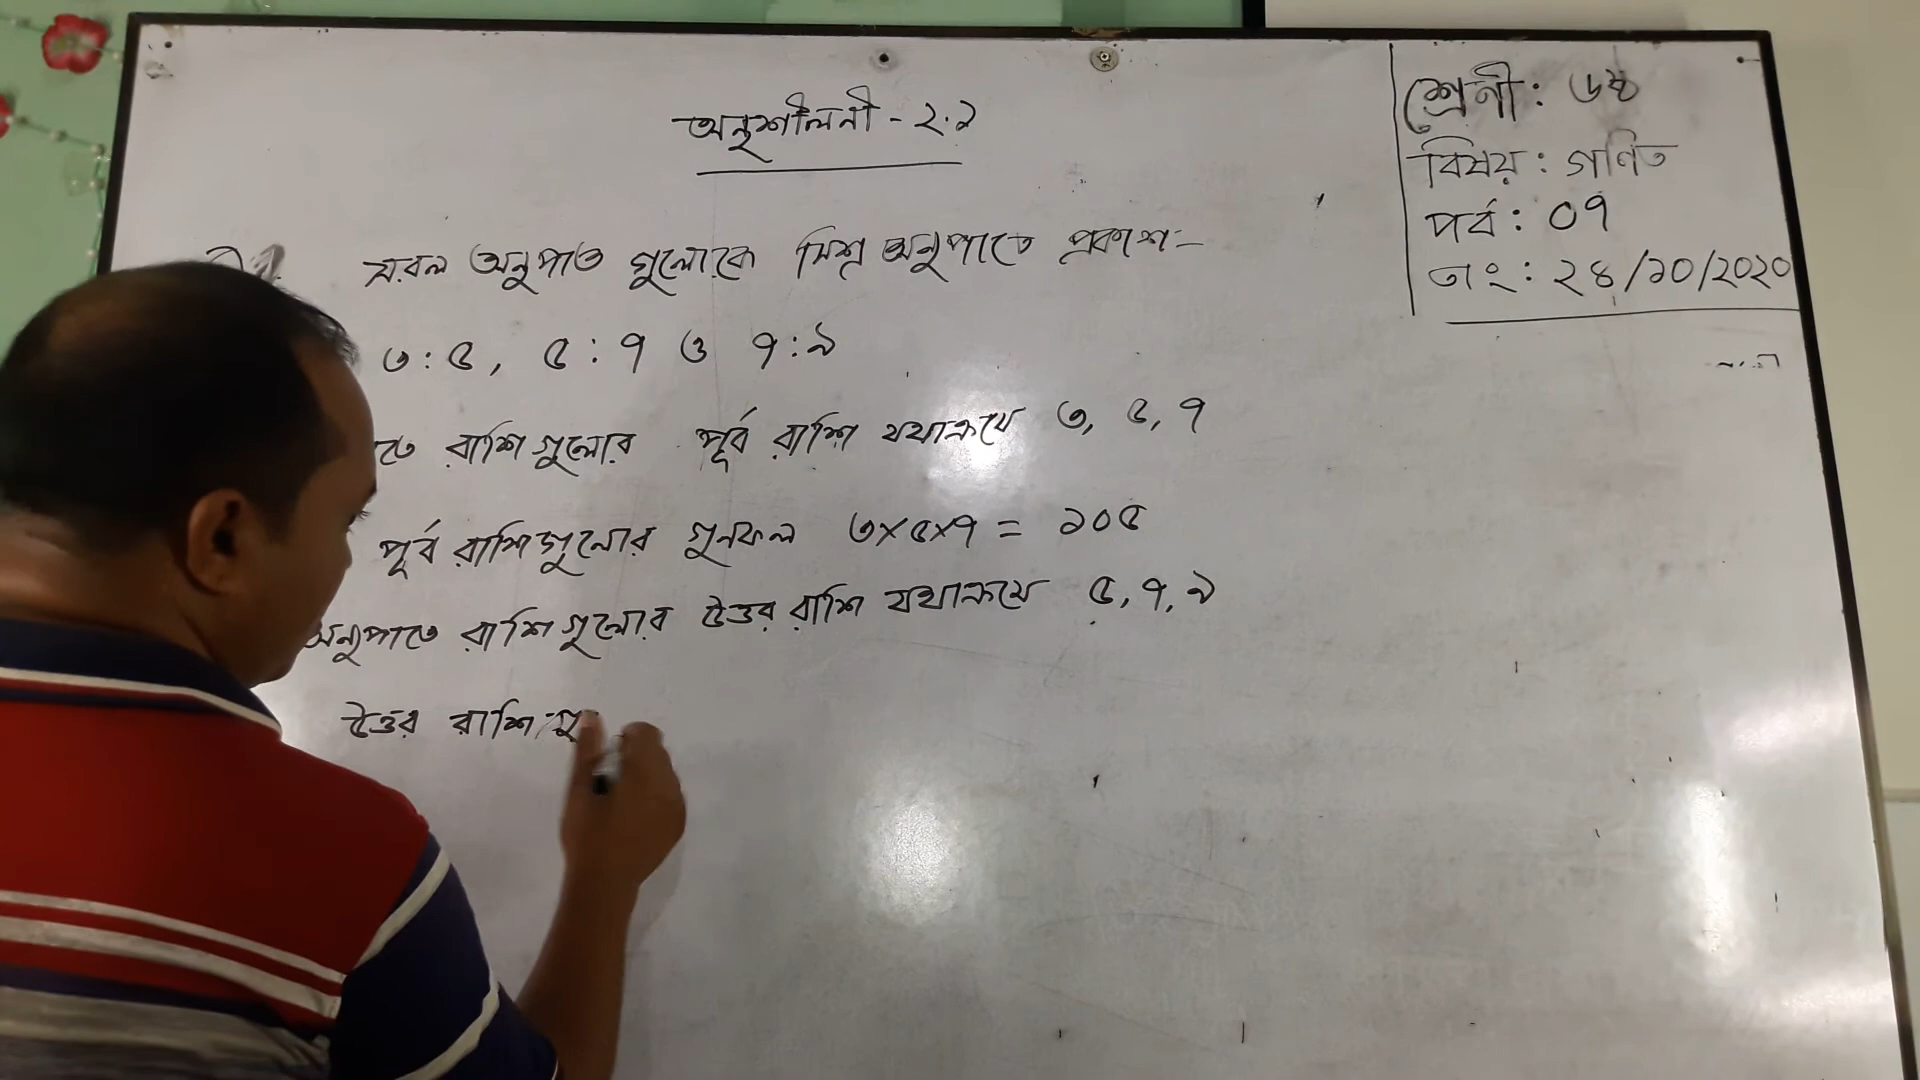 অনুশীলনী - ২.১
শ্রেনী : ৬ষ্ঠ
বিষয় : গণিত
পর্ব : ০৭
তাং : ২৪/১০/২০২০
সরল অনুপাত গুলোকে মিশ্র অনুপাতে প্রকাশ :-
৩ : ৫, ৫ : ৭ ও ৭ : ৯
রাশিগুলোর পূর্ব রাশি যথাক্রমে ৩, ৫, ৭
পূর্ব রাশিগুলোর গুনফল ৩×৫×৭ = ১০৫
অনুপাতে রাশিগুলোর উত্তর রাশি যথাক্রমে ৫, ৭, ৯
উত্তর রাশি গু